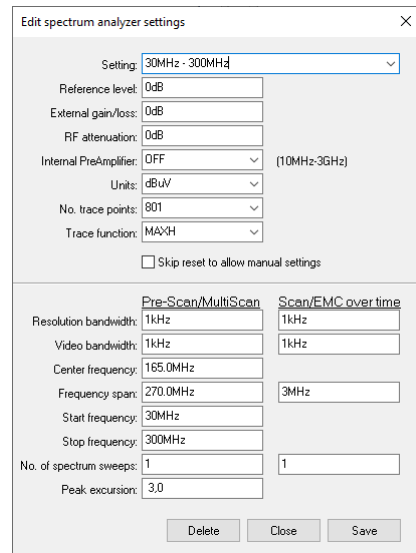 Edit spectrum analyzer settings
Setting: 30MHz - 300MHz
Reference level: 0dB
External gain/loss: 0dB
RF attenuation: 0dB
Internal PreAmplifier: OFF (10MHz-3GHz)
Units: dBuV
No. trace points: 801
Trace function: MAXH
Skip reset to allow manual settings
Pre-Scan/MultiScan Scan/EMC over time
Resolution bandwidth: 1kHz 1kHz
Video bandwidth: 1kHz 1kHz
Center frequency: 165.0MHz
Frequency span: 270.0MHz 3MHz
Start frequency: 30MHz
Stop frequency: 300MHz
No. of spectrum sweeps: 1 1
Peak excursion: 3,0
Delete Close Save